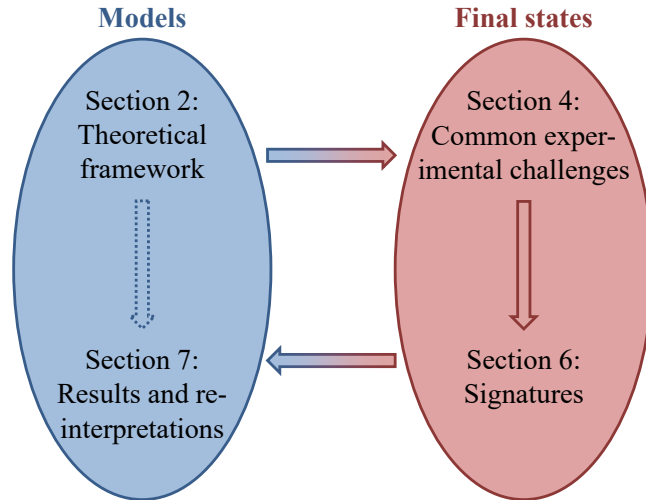 Models
Final states
Section 2:
Theoretical
framework
Section 4:
Common exper-
imental challenges
Section 7:
Results and re-
interpretations
Section 6:
Signatures